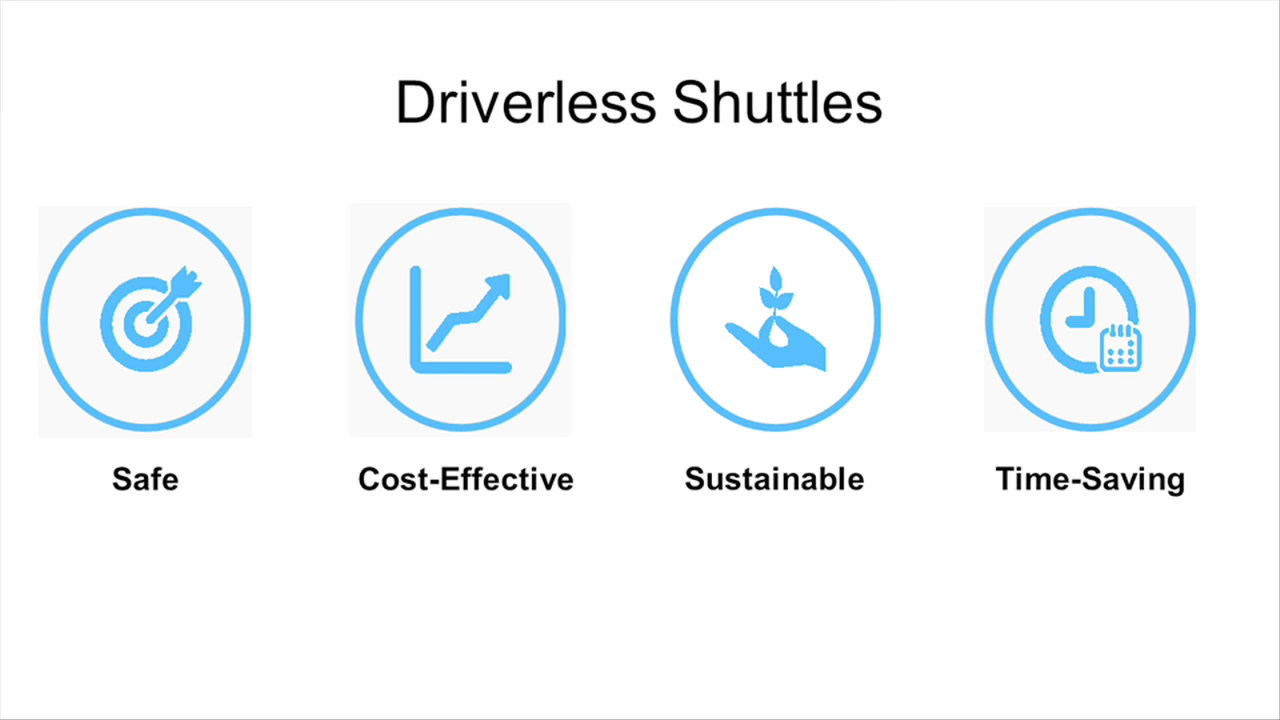 Driverless Shuttles
Safe
Cost-Effective
Sustainable
Time-Saving